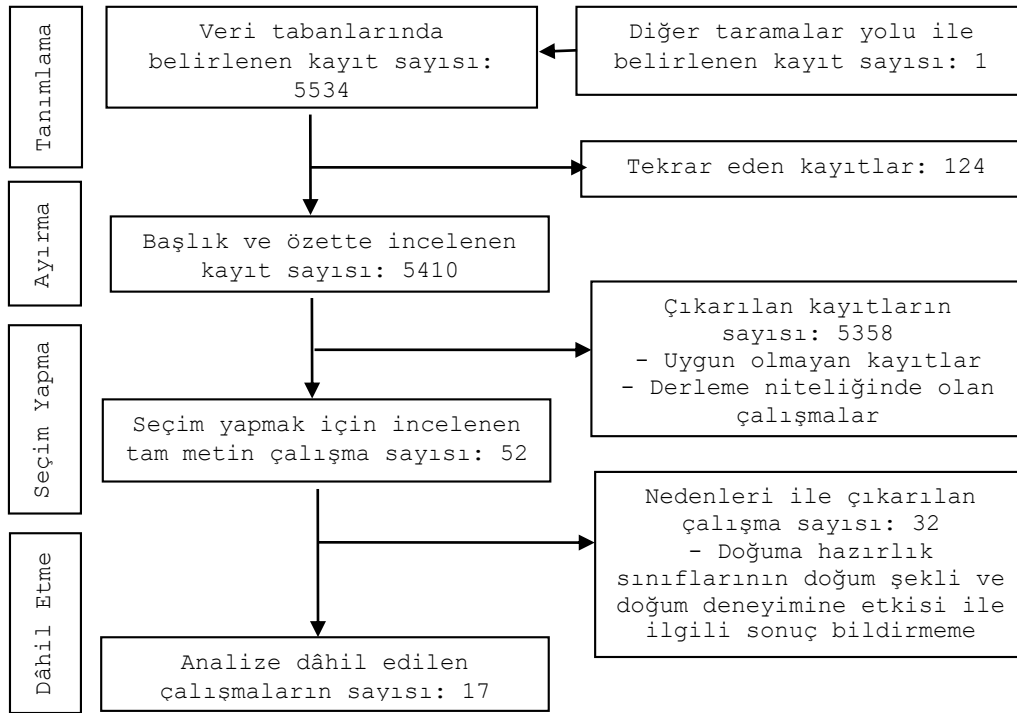 Tanımlama
Veri tabanlarında
belirlenen kayıt sayısı:
5534
Diğer taramalar yolu ile
belirlenen kayıt sayısı: 1
Tekrar eden kayıtlar: 124
Ayırma
Başlık ve özette incelenen
kayıt sayısı: 5410
Çıkarılan kayıtların
sayısı: 5358
- Uygun olmayan kayıtlar
- Derleme niteliğinde olan
çalışmalar
Seçim Yapma
Seçim yapmak için incelenen
tam metin çalışma sayısı: 52
Nedenleri ile çıkarılan
çalışma sayısı: 32
- Doğuma hazırlık
sınıflarının doğum şekli ve
doğum deneyimine etkisi ile
ilgili sonuç bildirmeme
Dâhil Etme
Analize dâhil edilen
çalışmaların sayısı: 17